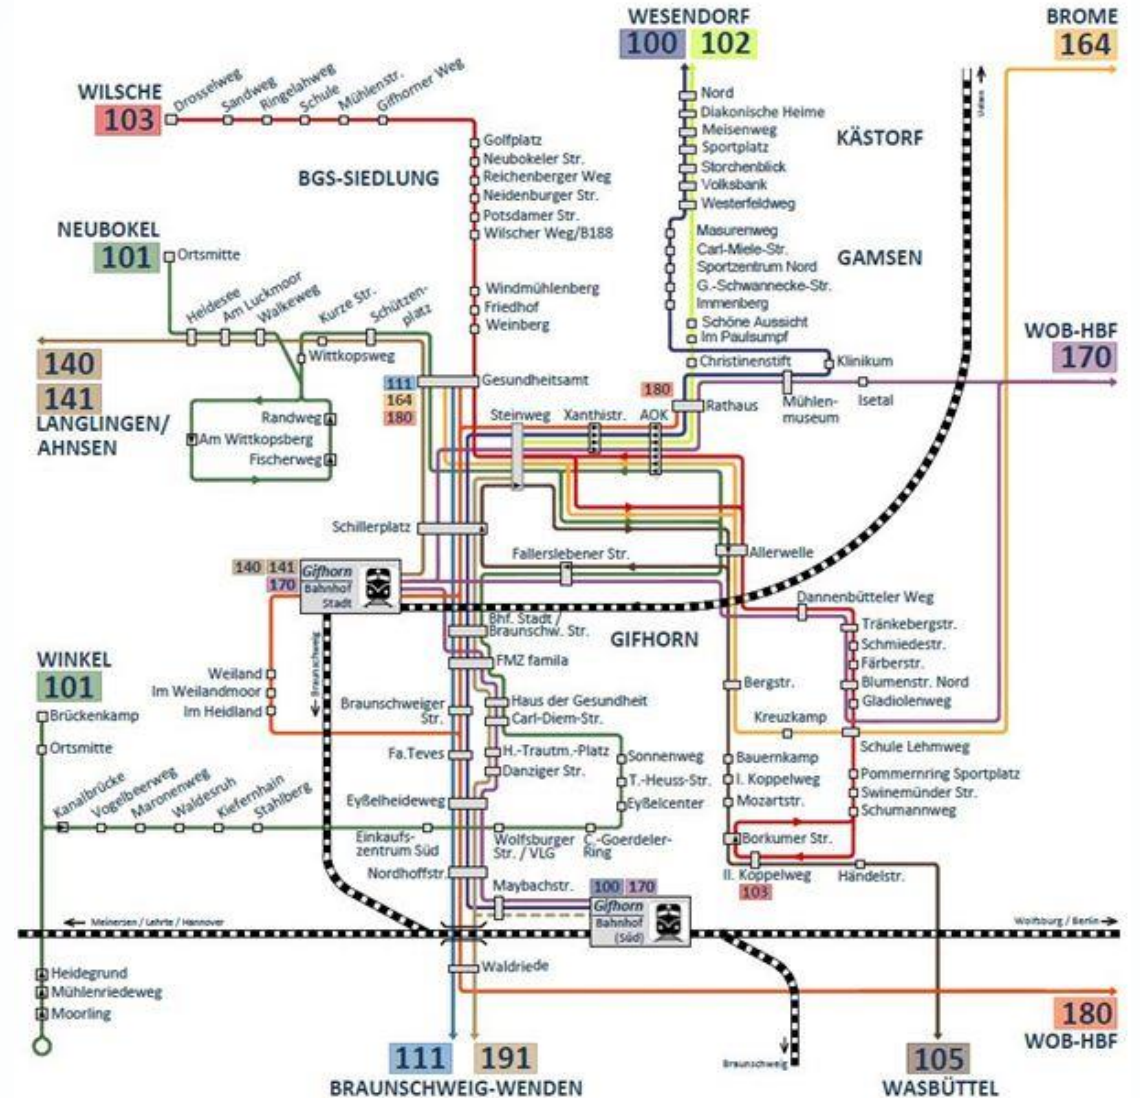 WESENDORF
100 102
BROME
164
WILSCHE
103
Drosselweg
Sandweg
Ringelahweg
Schule
Mühlenstr.
Gifhorner Weg
Nord
Diakonische Heime
Meisenweg
Sportplatz
Storchenblick
Volksbank
Westerfeldweg
KÄSTORF
Golfplatz
Neubokeler Str.
Reichenberger Weg
Neidenburger Str.
Potsdamer Str.
Wilscher Weg/B188
BGS-SIEDLUNG
NEUBOKEL
101
Ortsmitte
Masurenweg
Carl-Miele-Str.
Sportzentrum Nord
G.-Schwannecke-Str.
Immenberg
GAMSEN
Heidesee
Am Luckmoor
Walkeweg
Kurze Str.
Schützen-
platz
Windmühlenberg
Friedhof
Weinberg
Schöne Aussicht
Im Paulsumpf
Christinenstift
Klinikum
WOB-HBF
170
Wittkopsweg
140
141
LANGLINGEN/
AHNSEN
111
164
180
Gesundheitsamt
180
Rathaus
Mühlen-
museum
Isetal
Steinweg
Xanthistr.
AOK
Randweg
Am Wittkopsberg
Fischerweg
Schillerplatz
Fallerslebener Str.
Allerwelle
140 141
170
Gifhorn
Bahnhof
Stadt
Dannenbütteler Weg
Bhf. Stadt /
Braunschw. Str.
GIFHORN
Tränkebergstr.
Schmiedestr.
Färberstr.
Blumenstr. Nord
Gladiolenweg
FMZ famila
WINKEL
101
Brückenkamp
Ortsmitte
Weiland
Im Weilandmoor
Im Heidland
Braunschweig
Braunschweiger
Str.
Haus der Gesundheit
Carl-Diem-Str.
Bergstr.
Kreuzkamp
Schule Lehmweg
Fa.Teves
H.-Trautm.-Platz
Danziger Str.
Sonnenweg
T.-Heuss-Str.
Eyßelcenter
Bauernkamp
I. Koppelweg
Mozartstr.
Pommernring Sportplatz
Swinemünder Str.
Schumannweg
Kanalbrücke
Vogelbeerweg
Maronenweg
Waldesruh
Kiefernhain
Stahlberg
Eyßelheideweg
Einkaufs-
zentrum Süd
Wolfsburger
Str. / VLG
C.-Goerdeler-
Ring
Borkumer Str.
II. Koppelweg
103
Händelstr.
Nordhoffstr.
Maybachstr.
100 170
Gifhorn
Bahnhof
(Süd)
Meinersen / Lehrte / Hannover
Wolfsburg / Berlin
Waldriede
Heidegrund
Mühlenriedeweg
Moorling
180
WOB-HBF
111 191
BRAUNSCHWEIG-WENDEN
Braunschweig
105
WASBÜTTEL